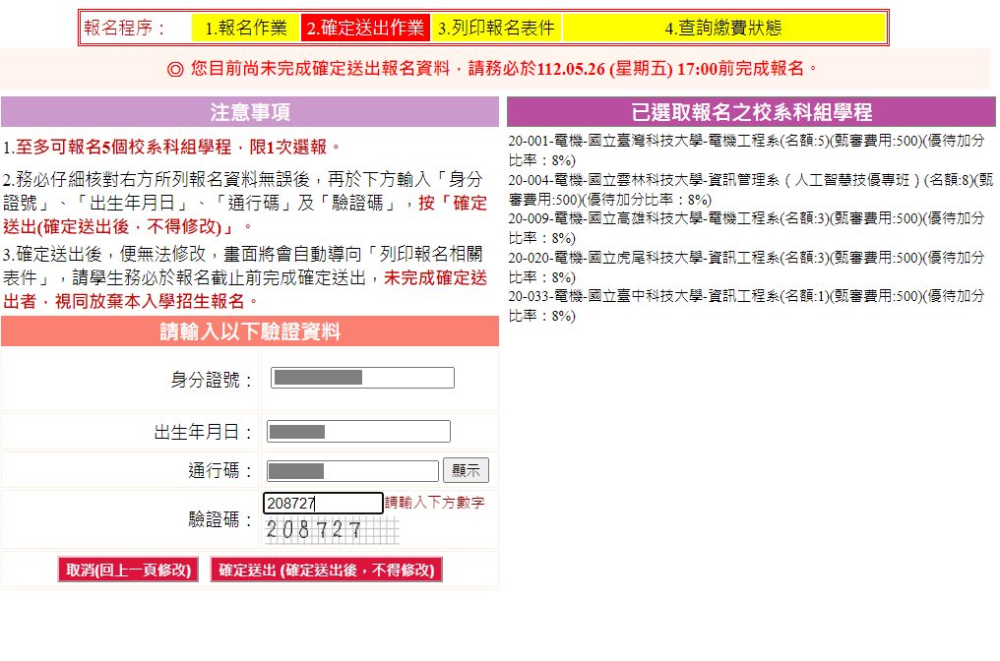 報名程序： 1.報名作業 2.確定送出作業 3.列印報名表件 4.查詢繳費狀態
◎ 您目前尚未完成確定送出報名資料，請務必於112.05.26 (星期五) 17:00前完成報名。
注意事項
1.至多可報名5個校系科組學程，限1次選報。
2.務必仔細核對右方所列報名資料無誤後，再於下方輸入「身分
證號」、「出生年月日」、「通行碼」及「驗證碼」，按「確定
送出(確定送出後，不得修改)」。
3.確定送出後，便無法修改，畫面將會自動導向「列印報名相關
表件」，請學生務必於報名截止前完成確定送出，未完成確定送
出者，視同放棄本入學招生報名。
請輸入以下驗證資料
身分證號：
出生年月日：
通行碼： 顯示
驗證碼： 208727 請輸入下方數字
208727
取消(回上一頁修改) 確定送出 (確定送出後，不得修改)
已選取報名之校系科組學程
20-001-電機-國立臺灣科技大學-電機工程系(名額:5)(甄審費用:500)(優待加分
比率：8%)
20-004-電機-國立雲林科技大學-資訊管理系（人工智慧技優專班）(名額:8)(甄
審費用:500)(優待加分比率：8%)
20-009-電機-國立高雄科技大學-電機工程系(名額:3)(甄審費用:500)(優待加分
比率：8%)
20-020-電機-國立虎尾科技大學-資訊工程系(名額:3)(甄審費用:500)(優待加分
比率：8%)
20-033-電機-國立臺中科技大學-資訊工程系(名額:1)(甄審費用:500)(優待加分
比率：8%)